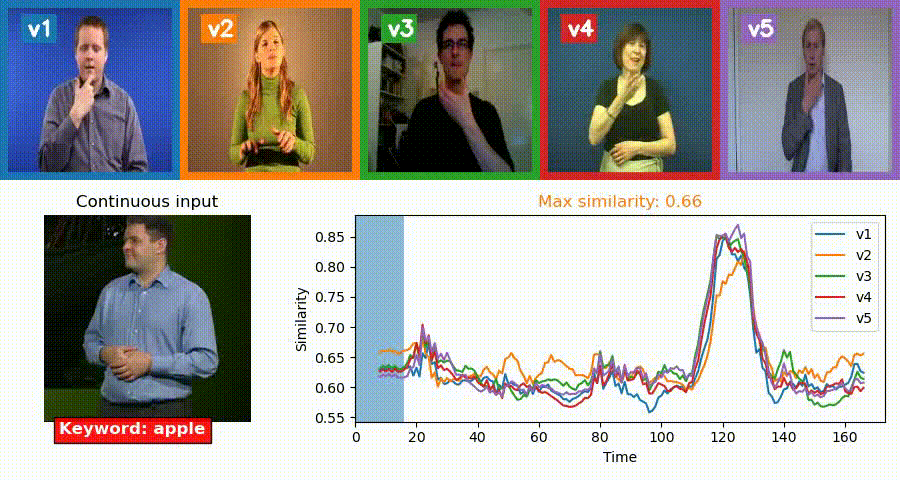 v1 v2 v3 v4 v5
Continuous input
Max similarity: 0.66
Similarity
0.85
0.80
0.75
0.70
0.65
0.60
0.55
v1
v2
v3
v4
v5
0 20 40 60 80 100 120 140 160
Time
Keyword: apple